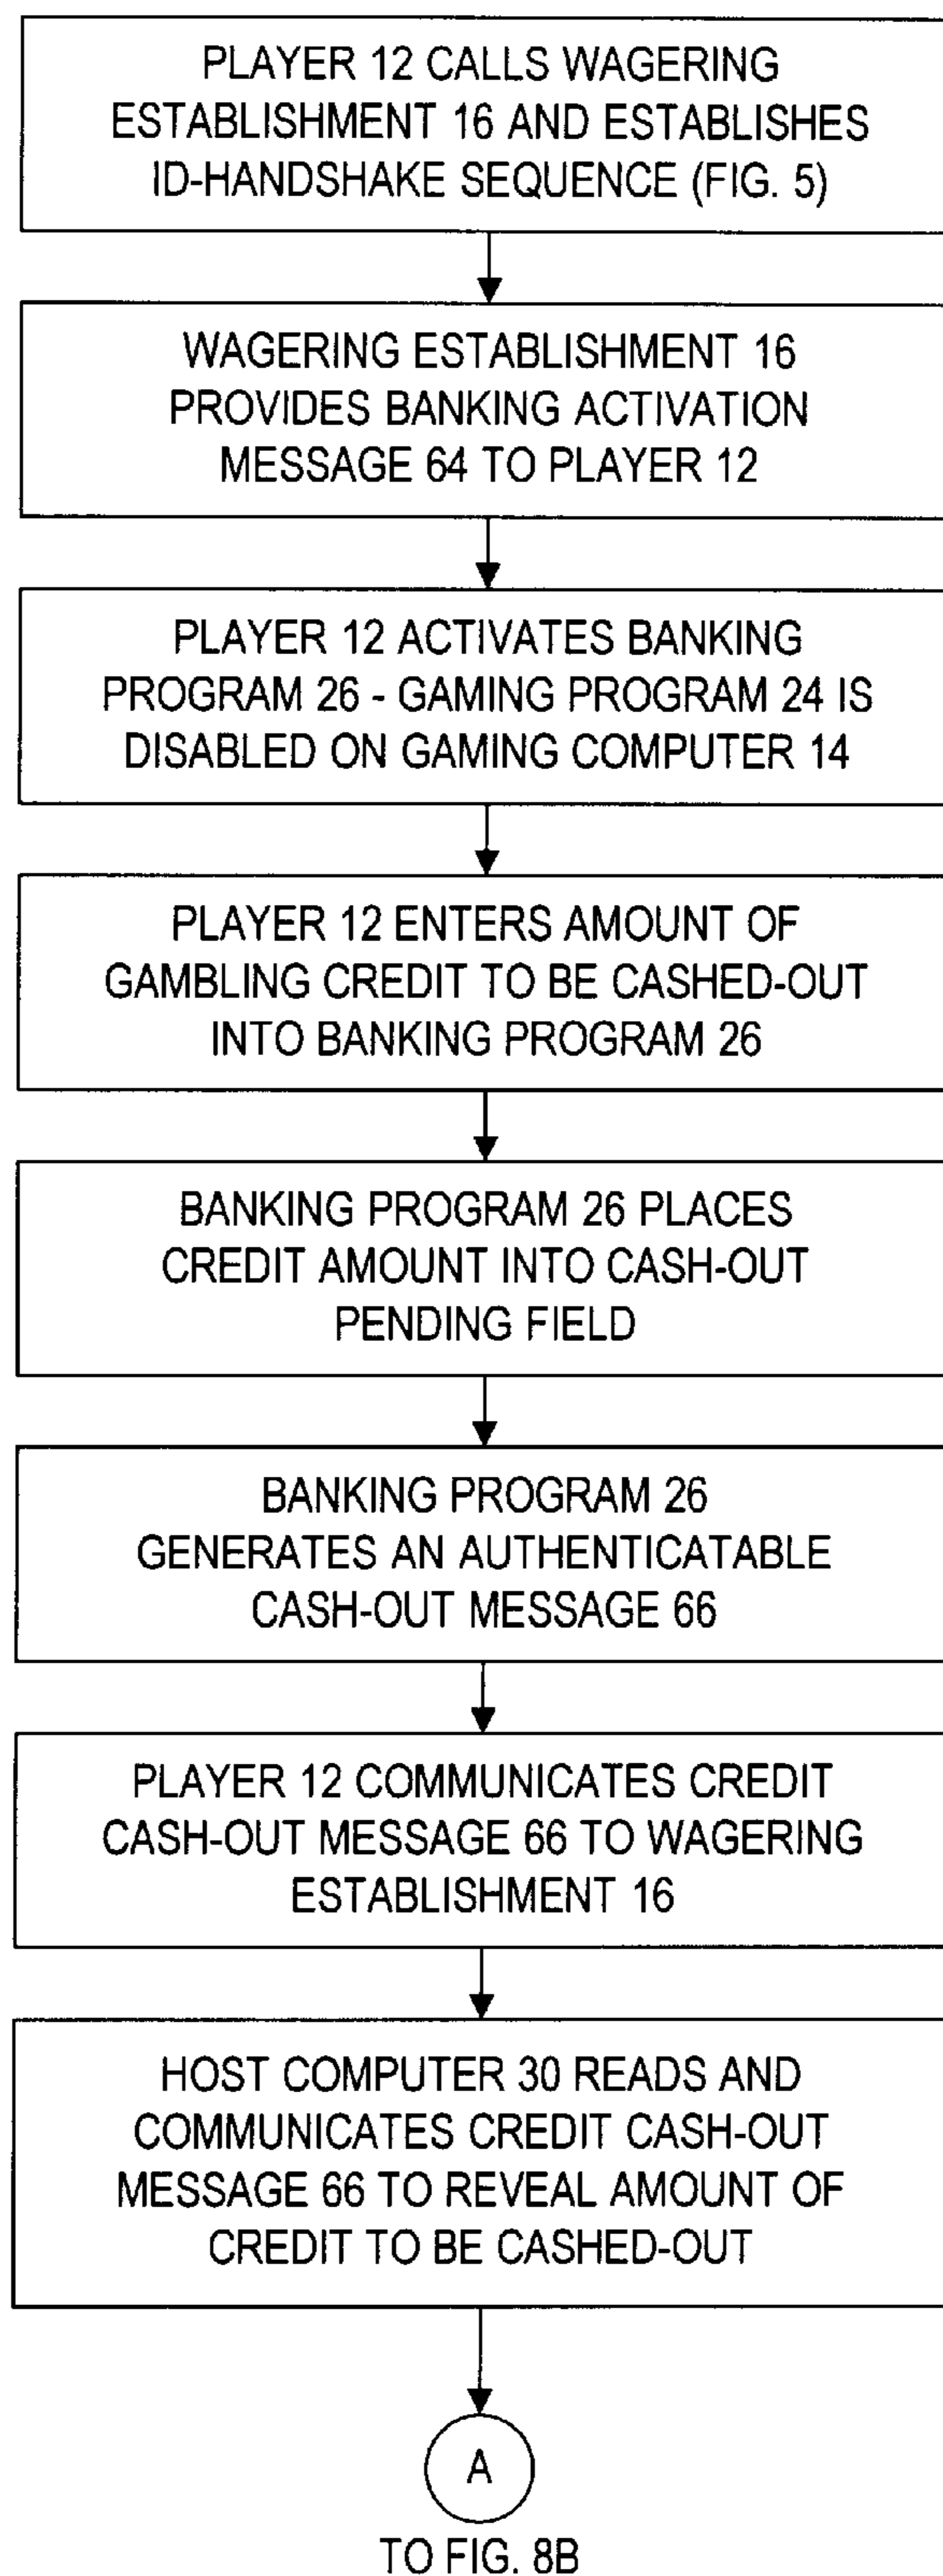 PLAYER 12 CALLS WAGERING
ESTABLISHMENT 16 AND ESTABLISHES
ID-HANDSHAKE SEQUENCE (FIG. 5)
WAGERING ESTABLISHMENT 16
PROVIDES BANKING ACTIVATION
MESSAGE 64 TO PLAYER 12
PLAYER 12 ACTIVATES BANKING
PROGRAM 26 - GAMING PROGRAM 24 IS
DISABLED ON GAMING COMPUTER 14
PLAYER 12 ENTERS AMOUNT OF
GAMBLING CREDIT TO BE CASHED-OUT
INTO BANKING PROGRAM 26
BANKING PROGRAM 26 PLACES
CREDIT AMOUNT INTO CASH-OUT
PENDING FIELD
BANKING PROGRAM 26
GENERATES AN AUTHENTICATABLE
CASH-OUT MESSAGE 66
PLAYER 12 COMMUNICATES CREDIT
CASH-OUT MESSAGE 66 TO WAGERING
ESTABLISHMENT 16
HOST COMPUTER 30 READS AND
COMMUNICATES CREDIT CASH-OUT
MESSAGE 66 TO REVEAL AMOUNT OF
CREDIT TO BE CASHED-OUT
A
TO FIG. 8B